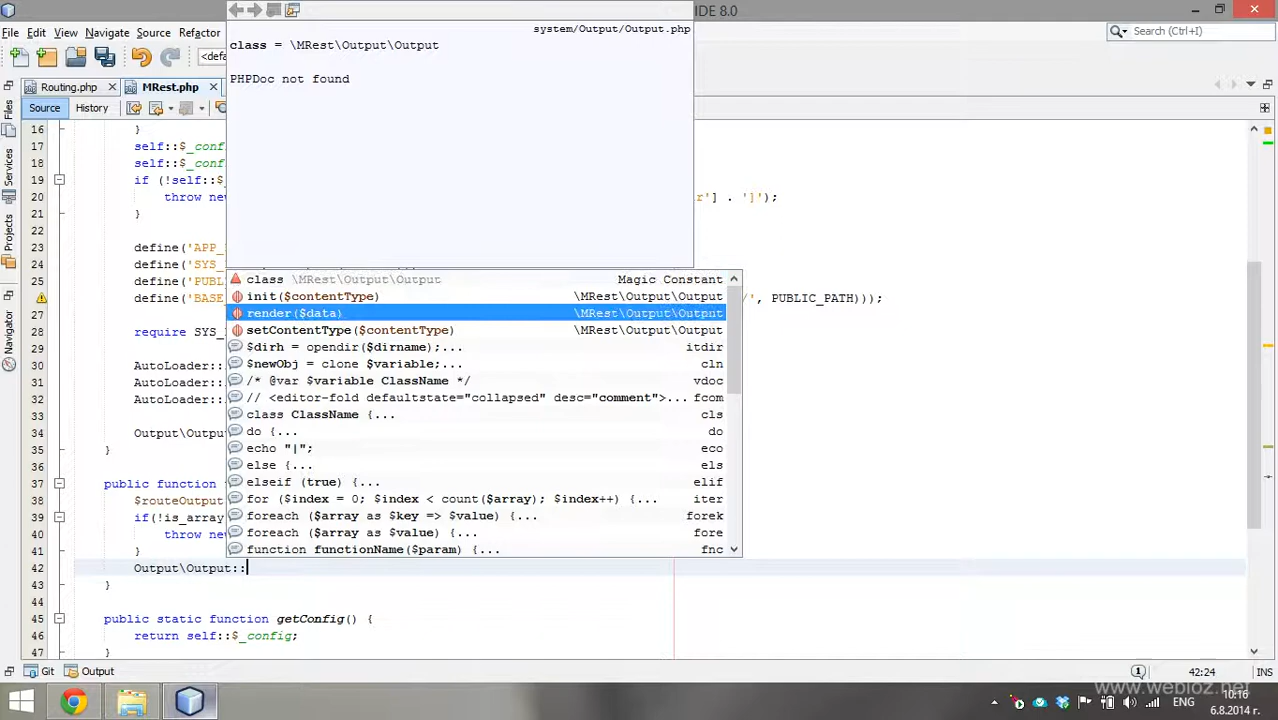 IDE 8.0
File Edit View Navigate Source Refactor
Search (Ctrl+I)
system/Output/Output.php
class = \MRest\Output\Output
PHPDoc not found
Routing.php
MRest.php
Source History
Files
Services
Projects
Navigator
16 }
17 self::$_conf
18 self::$_conf
19 if (!self::$
20 throw new r'] . ']');
21 }
22
23 define('APP_
24 define('SYS_
25 define('PUBL
define('BASE /', PUBLIC_PATH)));
27
28 require SYS_
29
30 AutoLoader::
31 AutoLoader::
32 AutoLoader::
33
34 Output\Outpu
35 }
36
37 public function
38 $routeOutput
39 if(!is_array
40 throw new
41 }
42 Output\Output::
43 }
44
45 public static function getConfig() {
46 return self::$_config;
47 }
class \MRest\Output\Output Magic Constant
init($contentType) \MRest\Output\Output
render($data) \MRest\Output\Output
setContentType($contentType) \MRest\Output\Output
$dirh = opendir($dirname);... itdir
$newObj = clone $variable;... cln
/* @var $variable ClassName */ vdoc
// <editor-fold defaultstate="collapsed" desc="comment">... fcom
class ClassName {... cls
do {... do
echo "|"; eco
else {... els
elseif (true) {... elif
for ($index = 0; $index < count($array); $index++) {... iter
foreach ($array as $key => $value) {... forek
foreach ($array as $value) {... fore
function functionName($param) {... fnc
Git Output
1
42:24 INS
www.webloz.net
ENG
10:16
6.8.2014 г.